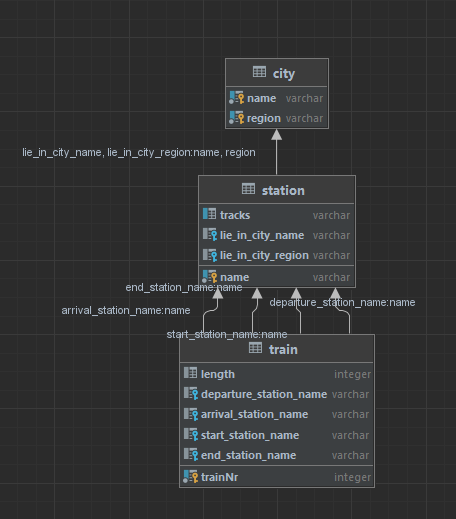 city
name varchar
region varchar
lie_in_city_name, lie_in_city_region:name, region
station
tracks varchar
lie_in_city_name varchar
lie_in_city_region varchar
name varchar
end_station_name:name
departure_station_name:name
arrival_station_name:name
start_station_name:name
train
length integer
departure_station_name varchar
arrival_station_name varchar
start_station_name varchar
end_station_name varchar
trainNr integer